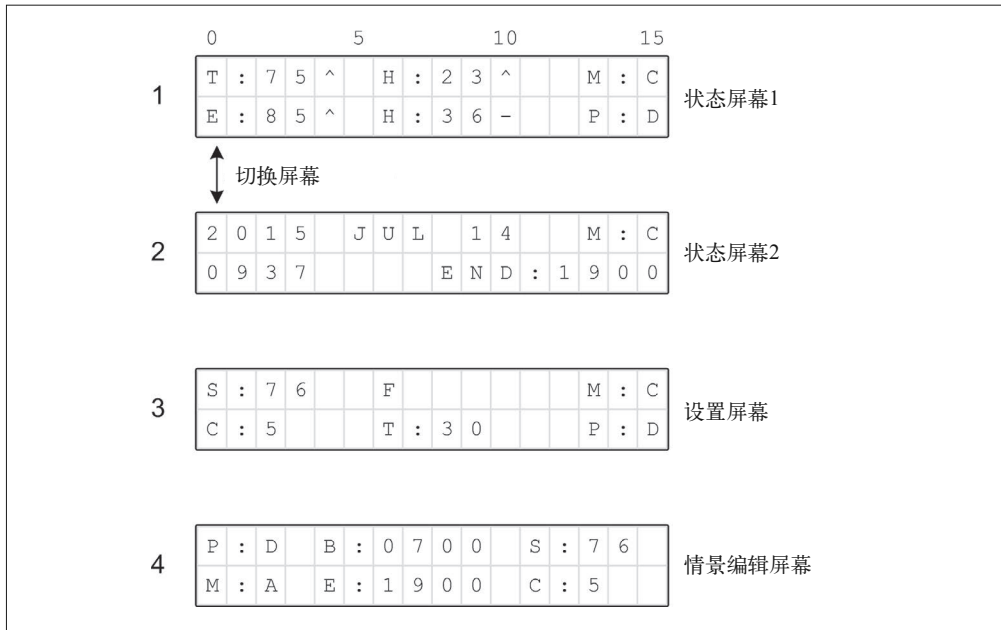 0 5 10 15
1
T:75^ H:23^ M:C
E:85^ H:36- P:D
状态屏幕1
切换屏幕
2
2015 JUL 14 M:C
0937 END:1900
状态屏幕2
3
S:76 F M:C
C:5 T:30 P:D
设置屏幕
4
P:D B:0700 S:76
M:A E:1900 C:5
情景编辑屏幕